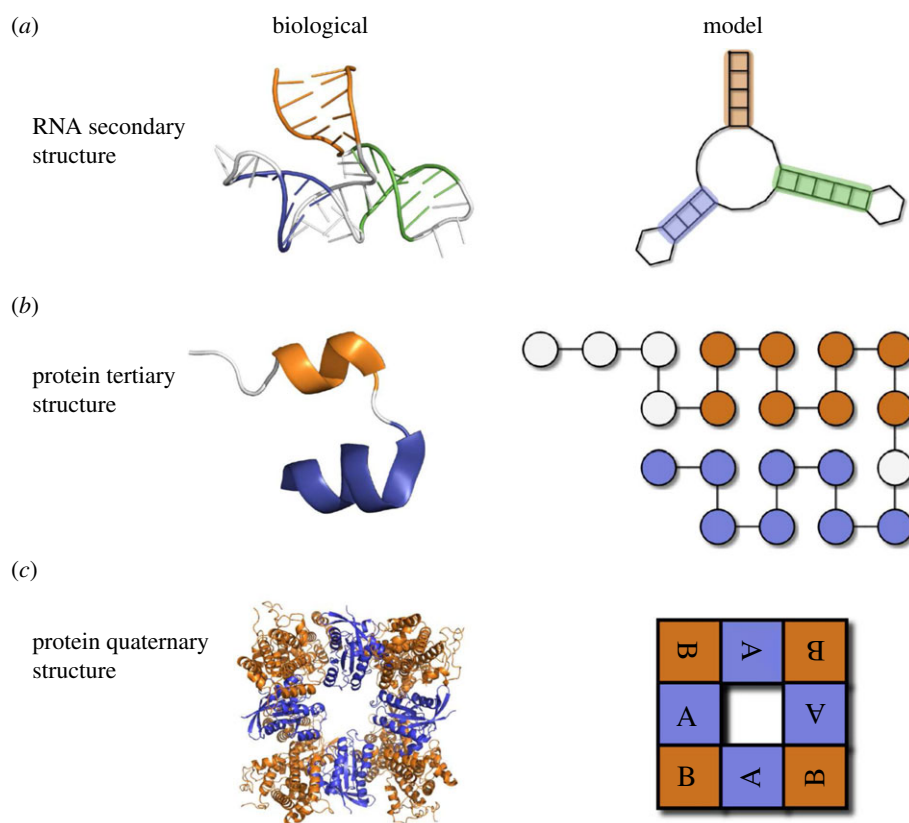 (a)
biological
model
RNA secondary
structure
(b)
protein tertiary
structure
(c)
protein quaternary
structure
B A B
A A
B A B